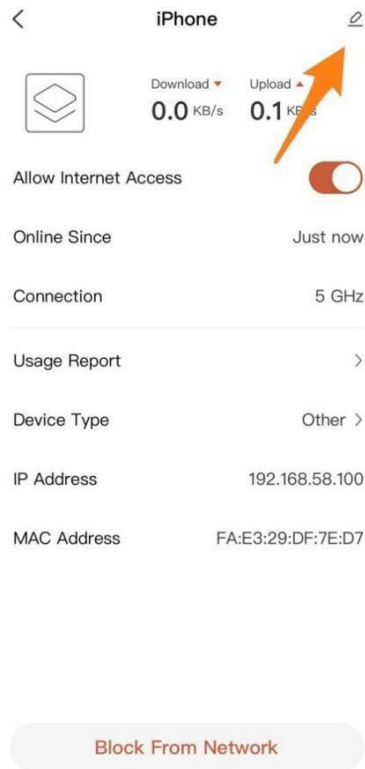 iPhone
Download Upload
0.0 KB/s 0.1
Allow Internet Access
Online Since Just now
Connection 5 GHz
Usage Report
Device Type Other
IP Address 192.168.58.100
MAC Address FA:E3:29:DF:7E:D7
Block From Network